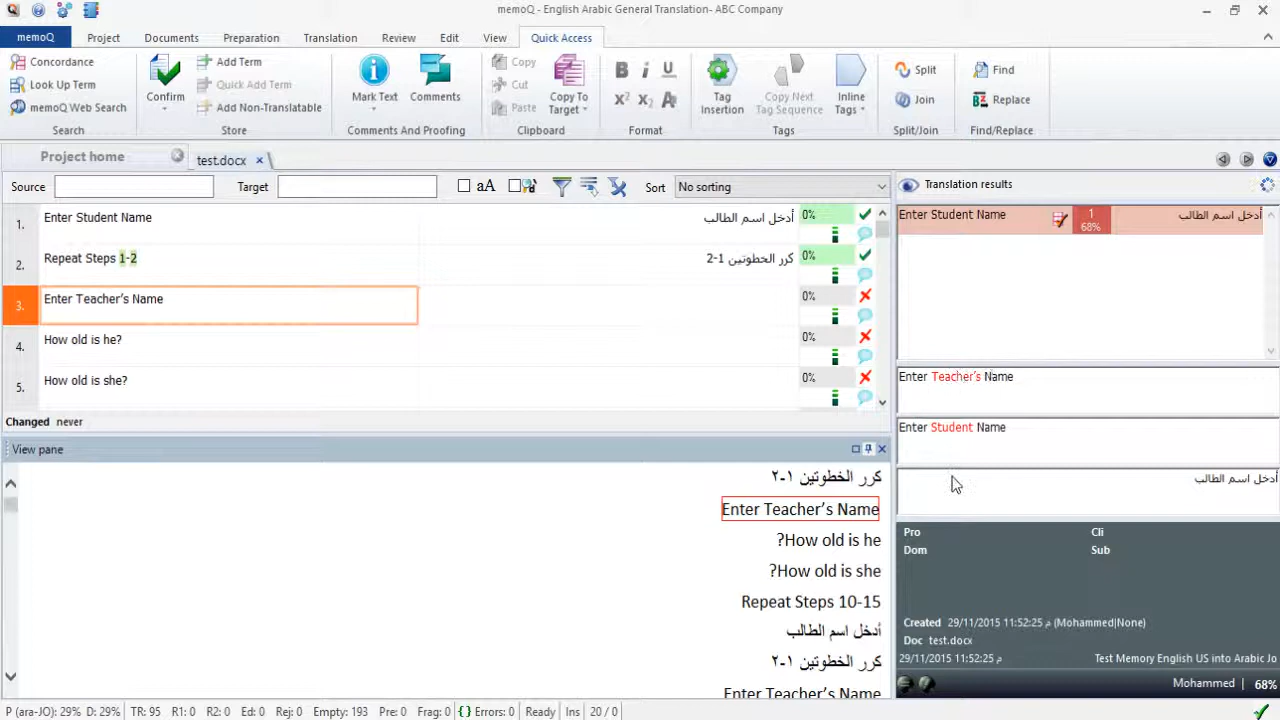 memoQ - English Arabic General Translation- ABC Company
memoQ Project Documents Preparation Translation Review Edit View Quick Access
Concordance
Look Up Term
memoQ Web Search
Search
Confirm
Add Term
Quick Add Term
Add Non-Translatable
Store
Mark Text
Comments
Comments And Proofing
Copy
Cut
Paste
Copy To Target
Clipboard
Format
Tag Insertion
Copy Next Tag Sequence
Inline Tags
Tags
Split
Join
Split/Join
Find
Replace
Find/Replace
Project home test.docx
Source Target aA Sort No sorting
1. Enter Student Name أدخل اسم الطالب 0%
2. Repeat Steps 1-2 كرر الخطوتين 1-2 0%
3. Enter Teacher's Name 0%
4. How old is he? 0%
5. How old is she? 0%
Changed never
View pane
كرر الخطوتين ١-٢
Enter Teacher's Name
?How old is he
?How old is she
Repeat Steps 10-15
أدخل اسم الطالب
كرر الخطوتين ١-٢
Enter Teacher's Name
Translation results
Enter Student Name 1 68% أدخل اسم الطالب
Enter Teacher's Name
Enter Student Name
أدخل اسم الطالب
Pro Cli
Dom Sub
Created 29/11/2015 11:52:25 م (Mohammed|None)
Doc test.docx
29/11/2015 11:52:25 م Test Memory English US into Arabic Jo
Mohammed 68%
P (ara-JO): 29% D: 29% TR: 95 R1: 0 R2: 0 Ed: 0 Rej: 0 Empty: 193 Pre: 0 Frag: 0 {} Errors: 0 Ready Ins 20 / 0